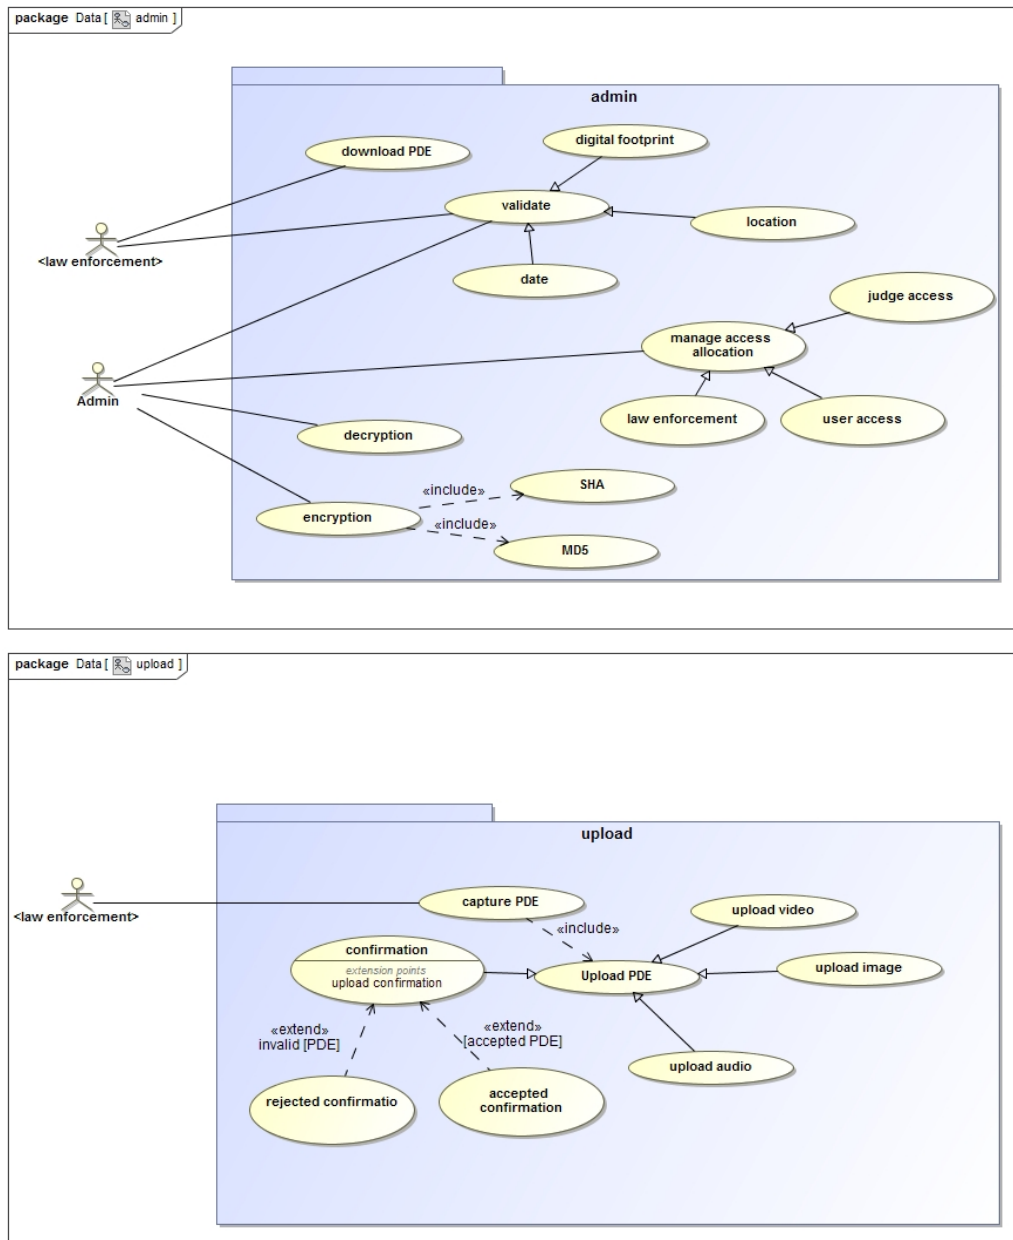 package Data [ admin ]
admin
digital footprint
download PDE
validate
location
<law enforcement>
date
judge access
manage access
allocation
Admin
law enforcement
user access
decryption
SHA
«include»
encryption
«include»
MD5
package Data [ upload ]
upload
<law enforcement>
capture PDE
upload video
«include»
confirmation
extension points
upload confirmation
Upload PDE
upload image
«extend»
invalid [PDE]
«extend»
[accepted PDE]
upload audio
rejected confirmatio
accepted
confirmation